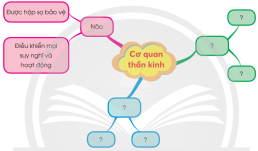 Được hộp sọ bảo vệ
Não
Điều khiển mọi
suy nghĩ và
hoạt động
Cơ quan
thần kinh
?
?
?
?
?
?